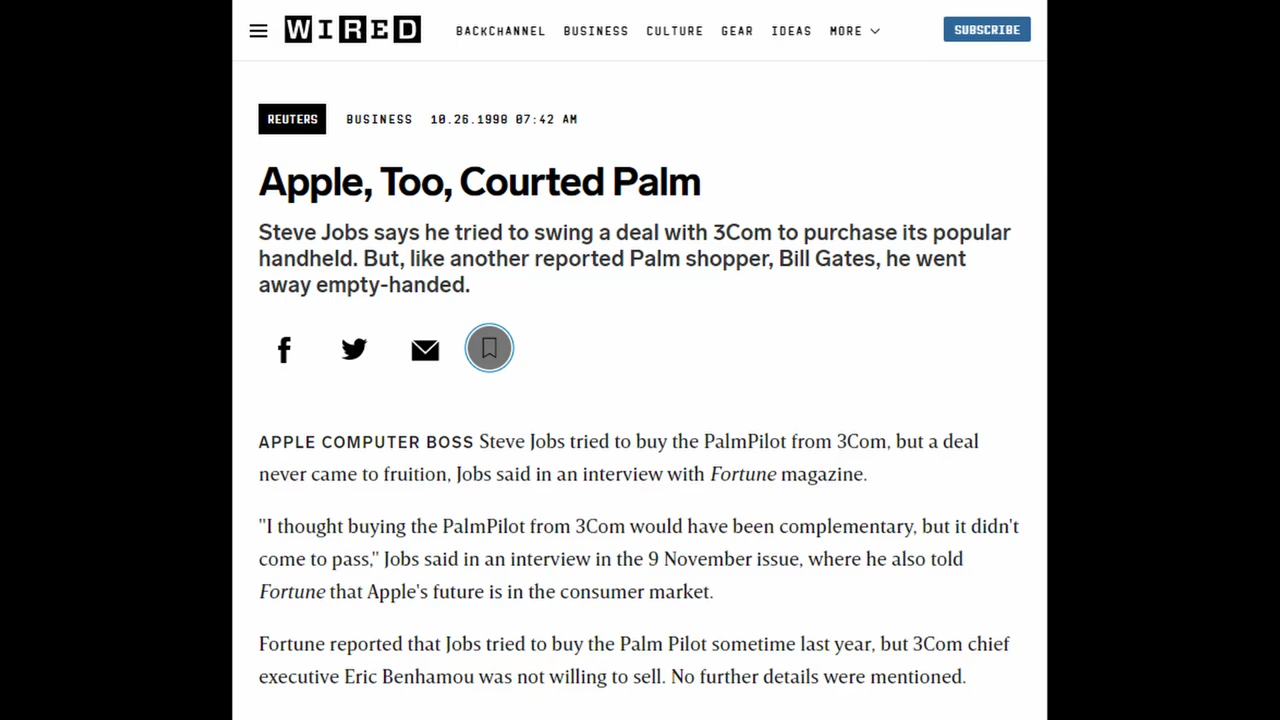 WIRED BACKCHANNEL BUSINESS CULTURE GEAR IDEAS MORE SUBSCRIBE
REUTERS BUSINESS 10.26.1998 07:42 AM
Apple, Too, Courted Palm
Steve Jobs says he tried to swing a deal with 3Com to purchase its popular
handheld. But, like another reported Palm shopper, Bill Gates, he went
away empty-handed.
APPLE COMPUTER BOSS Steve Jobs tried to buy the PalmPilot from 3Com, but a deal
never came to fruition, Jobs said in an interview with Fortune magazine.
"I thought buying the PalmPilot from 3Com would have been complementary, but it didn't
come to pass," Jobs said in an interview in the 9 November issue, where he also told
Fortune that Apple's future is in the consumer market.
Fortune reported that Jobs tried to buy the Palm Pilot sometime last year, but 3Com chief
executive Eric Benhamou was not willing to sell. No further details were mentioned.